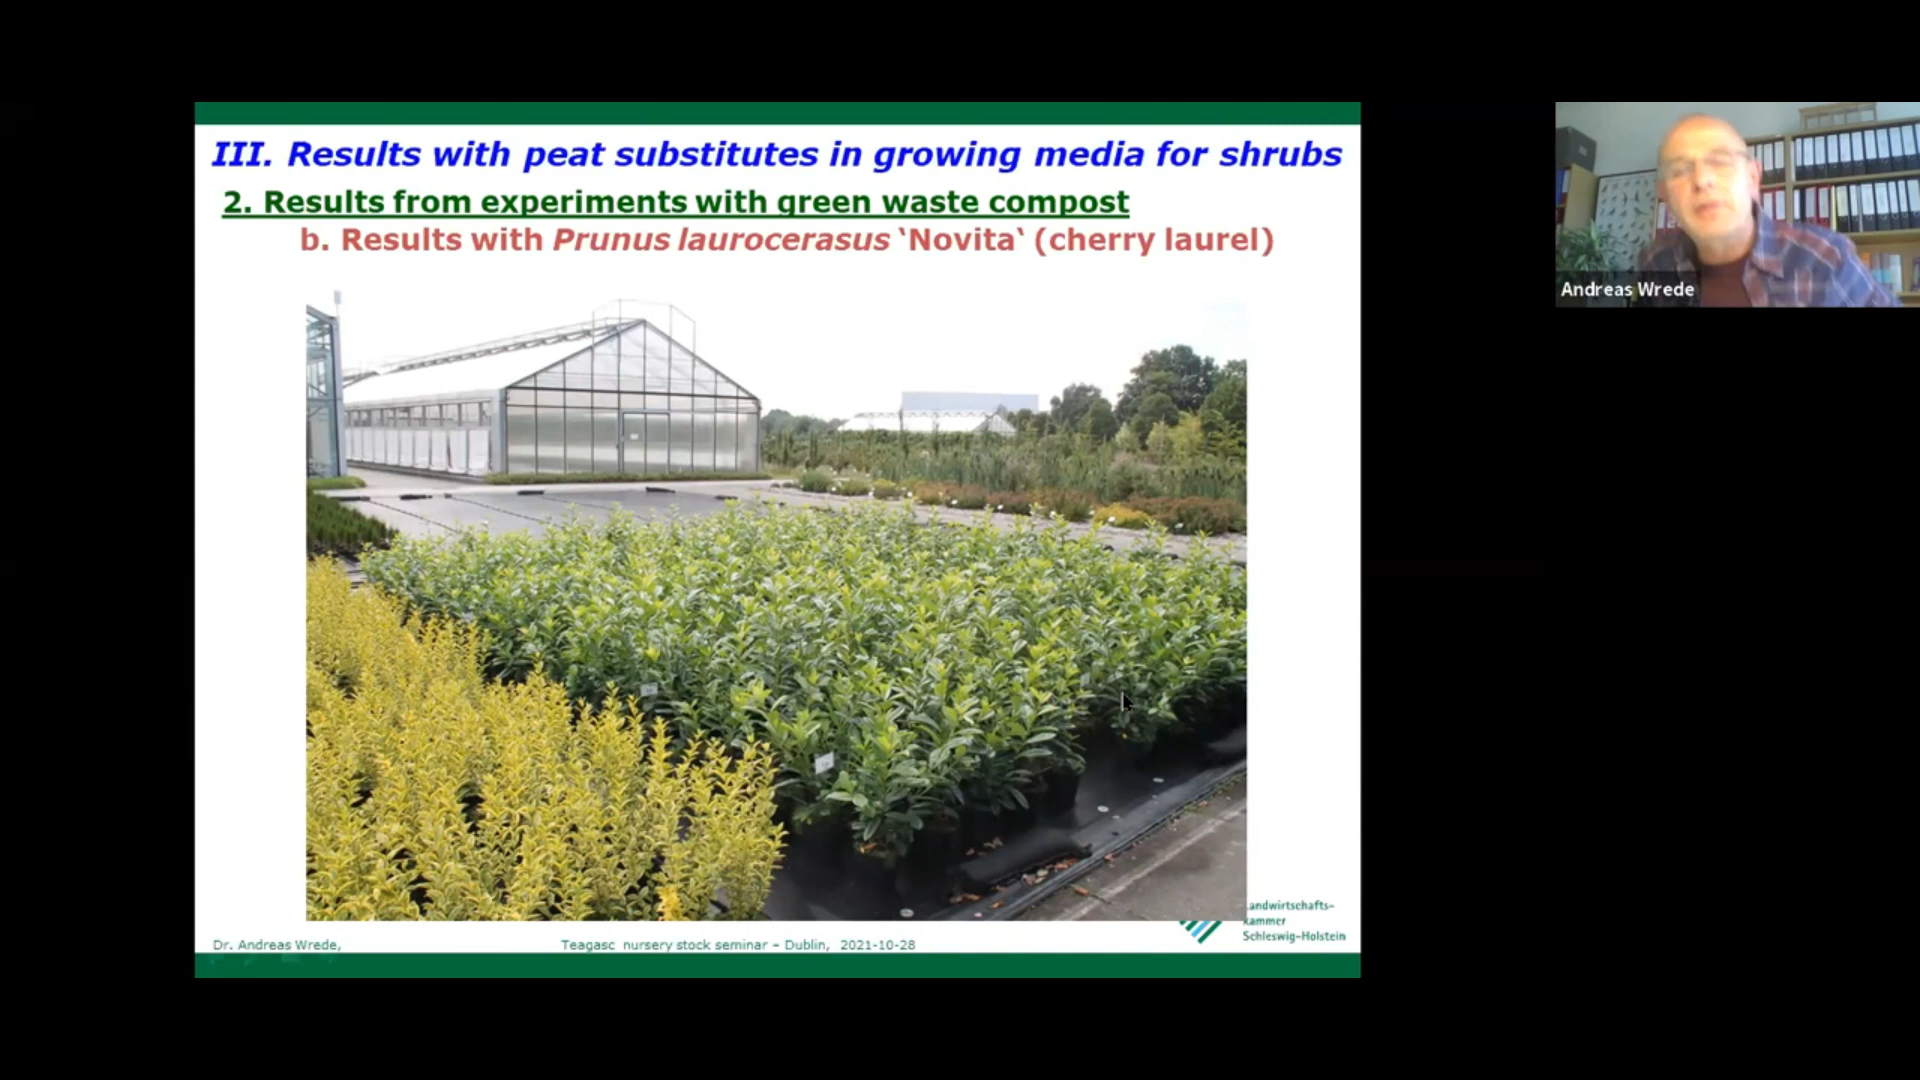 III. Results with peat substitutes in growing media for shrubs
2. Results from experiments with green waste compost
b. Results with Prunus laurocerasus ‛Novita‛ (cherry laurel)
Andreas Wrede
andwirtschafts-
kammer
Schleswig-Holstein
Dr. Andreas Wrede,
Teagasc nursery stock seminar – Dublin, 2021-10-28